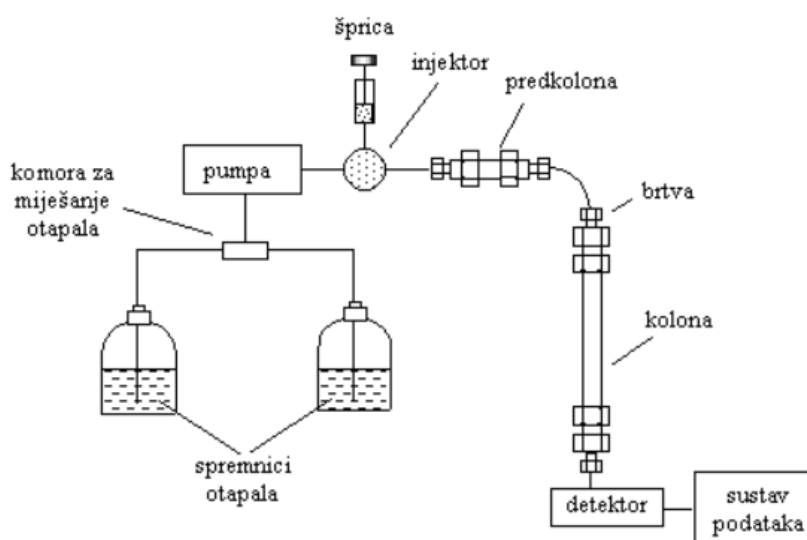 šprica
injektor
predkolona
pumpa
komora za
miješanje
otapala
brtva
kolona
spremnici
otapala
detektor
sustav
podataka